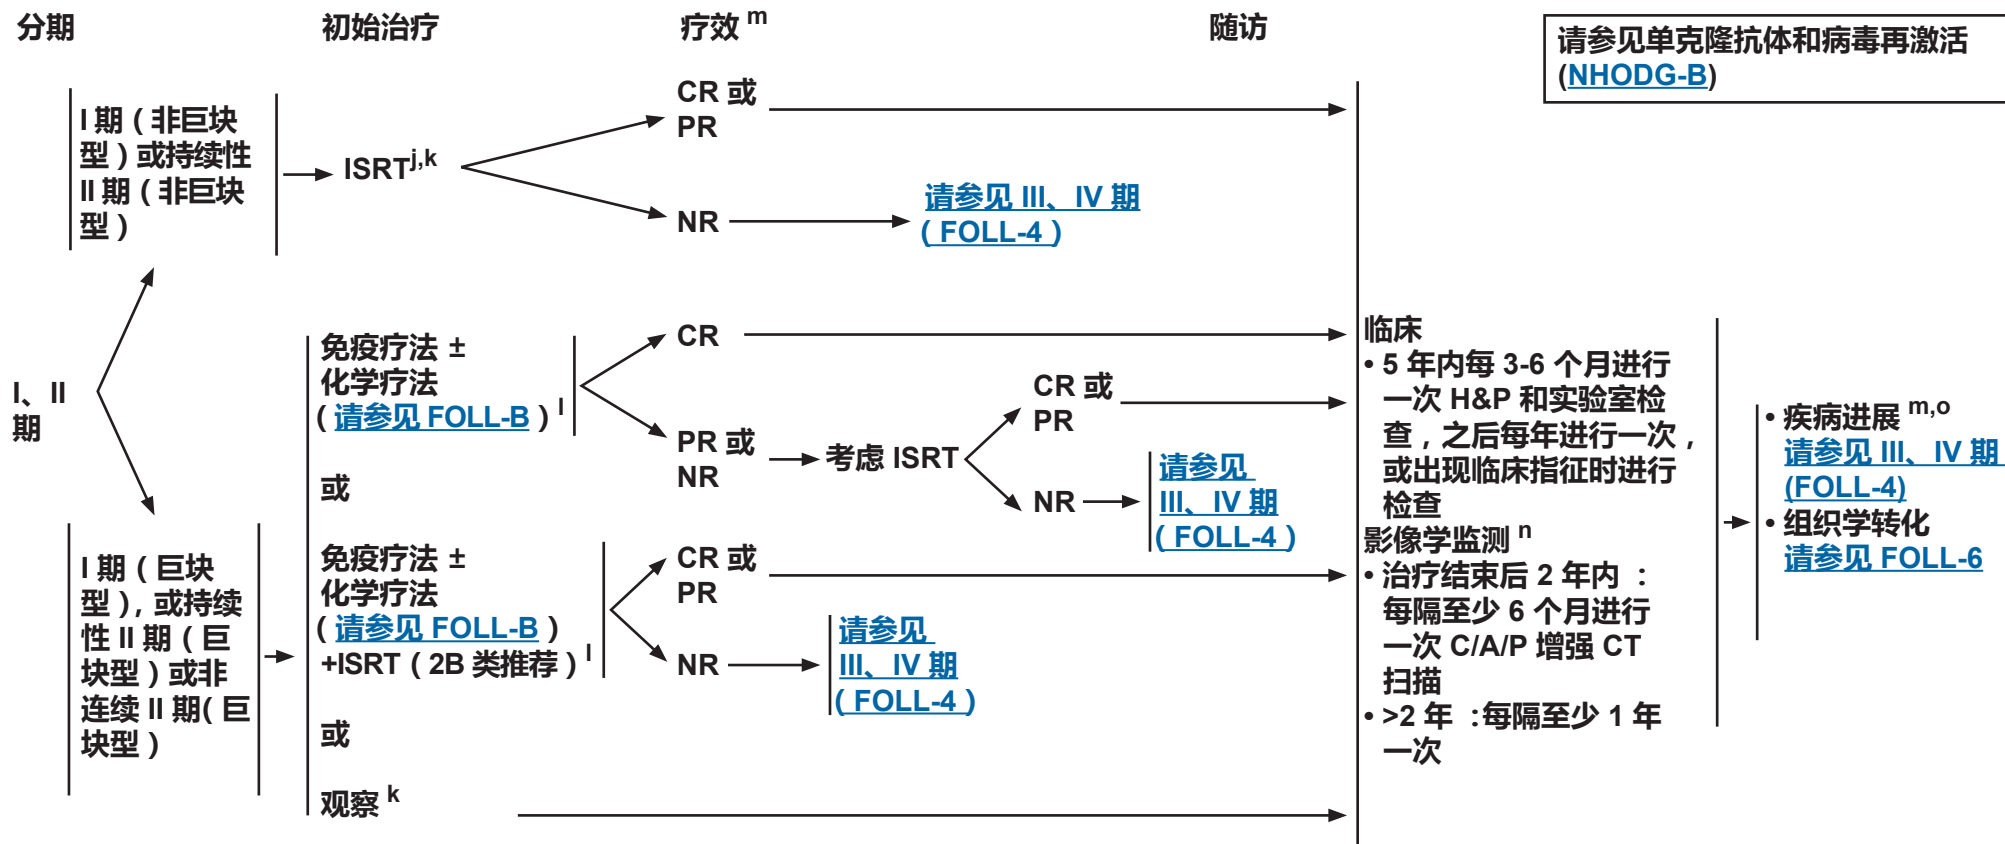 分期
初始治疗
疗效 m
随访
请参见单克隆抗体和病毒再激活
(NHODG-B)
I 期（非巨块
型）或持续性
II 期（非巨块
型）
ISRTj,k
CR 或
PR
NR
请参见 III、IV 期
（FOLL-4）
I、II
期
I 期（巨块
型），或持续
性 II 期（巨
块型）或非
连续 II 期（巨
块型）
免疫疗法 ±
化学疗法
（请参见 FOLL-B）l
CR
PR 或
NR
考虑 ISRT
CR 或
PR
NR
请参见
III、IV 期
（FOLL-4）
或
免疫疗法 ±
化学疗法
（请参见 FOLL-B）
+ISRT（2B 类推荐）l
CR 或
PR
NR
请参见
III、IV 期
（FOLL-4）
或
观察 k
临床
• 5 年内每 3-6 个月进行
一次 H&P 和实验室检
查，之后每年进行一次，
或出现临床指征时进行
检查
影像学监测 n
• 治疗结束后 2 年内：
每隔至少 6 个月进行
一次 C/A/P 增强 CT
扫描
• >2 年：每隔至少 1 年
一次
• 疾病进展 m,o
请参见 III、IV 期
(FOLL-4)
• 组织学转化
请参见 FOLL-6